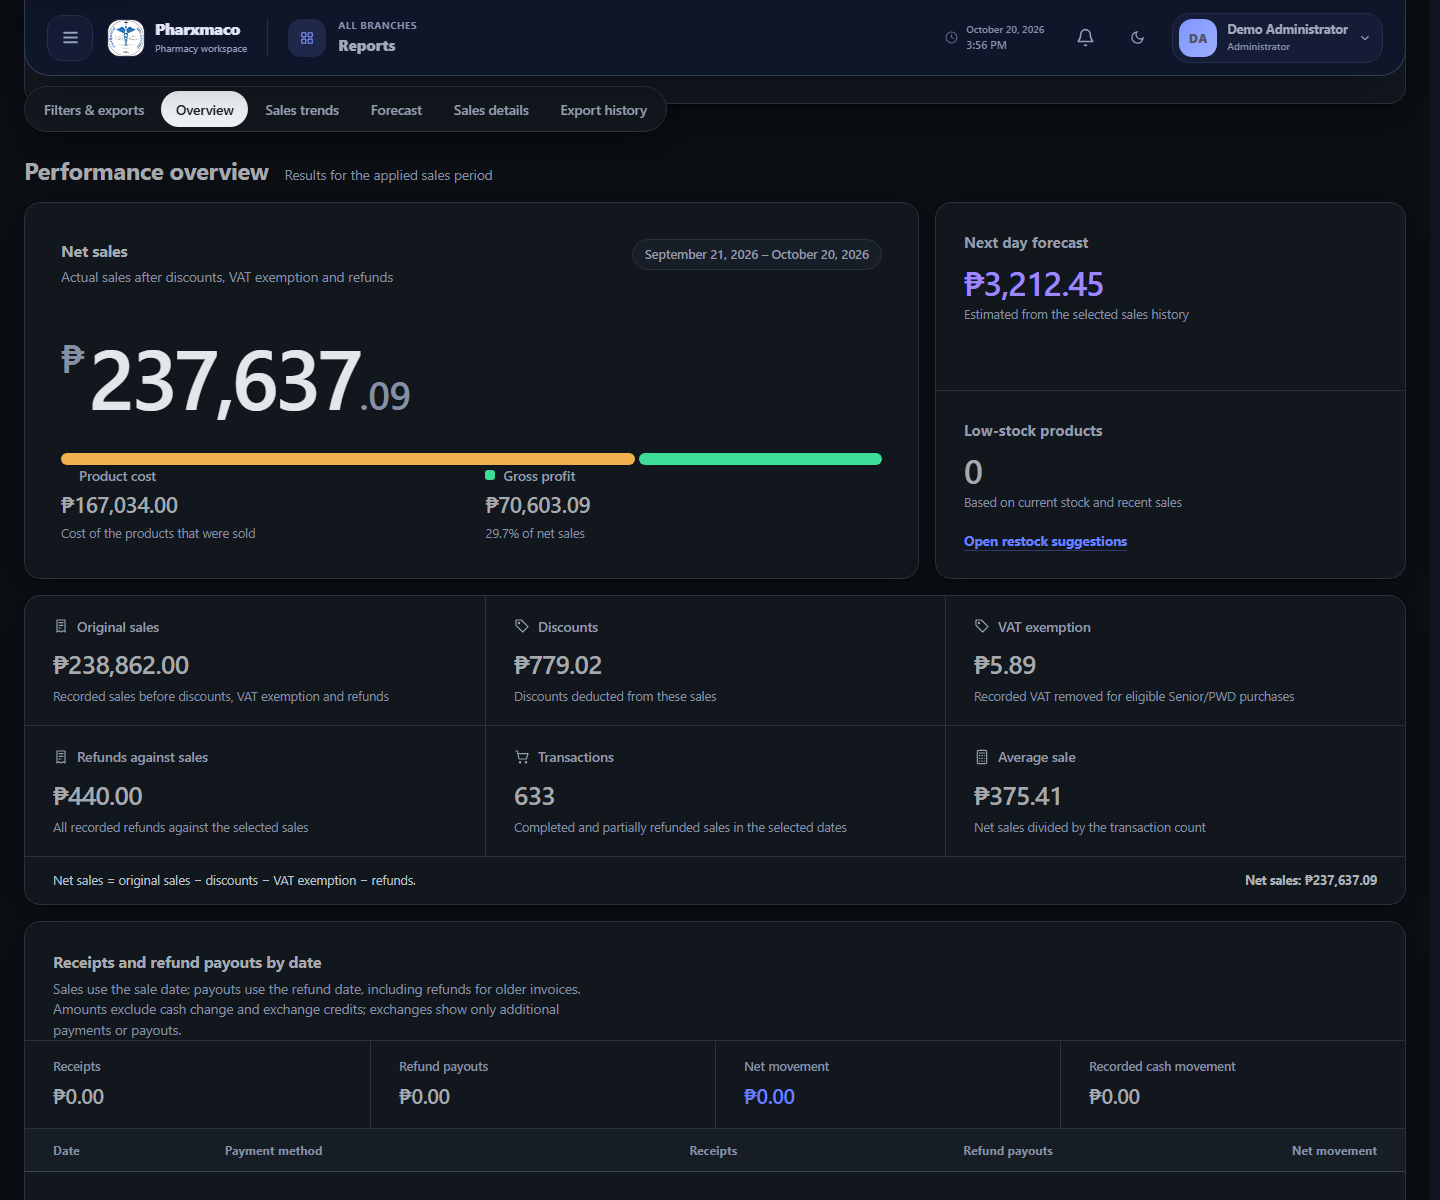 Pharxmaco
Pharmacy workspace
ALL BRANCHES
Reports
October 20, 2026
3:56 PM
DA
Demo Administrator
Administrator
Filters & exports
Overview
Sales trends
Forecast
Sales details
Export history
Performance overview
Results for the applied sales period
Net sales
Actual sales after discounts, VAT exemption and refunds
September 21, 2026 – October 20, 2026
₱237,637.09
Product cost
₱167,034.00
Cost of the products that were sold
Gross profit
₱70,603.09
29.7% of net sales
Next day forecast
₱3,212.45
Estimated from the selected sales history
Low-stock products
0
Based on current stock and recent sales
Open restock suggestions
Original sales
₱238,862.00
Recorded sales before discounts, VAT exemption and refunds
Discounts
₱779.02
Discounts deducted from these sales
VAT exemption
₱5.89
Recorded VAT removed for eligible Senior/PWD purchases
Refunds against sales
₱440.00
All recorded refunds against the selected sales
Transactions
633
Completed and partially refunded sales in the selected dates
Average sale
₱375.41
Net sales divided by the transaction count
Net sales = original sales − discounts − VAT exemption − refunds.
Net sales: ₱237,637.09
Receipts and refund payouts by date
Sales use the sale date; payouts use the refund date, including refunds for older invoices.
Amounts exclude cash change and exchange credits; exchanges show only additional
payments or payouts.
Receipts
₱0.00
Refund payouts
₱0.00
Net movement
₱0.00
Recorded cash movement
₱0.00
Date
Payment method
Receipts
Refund payouts
Net movement